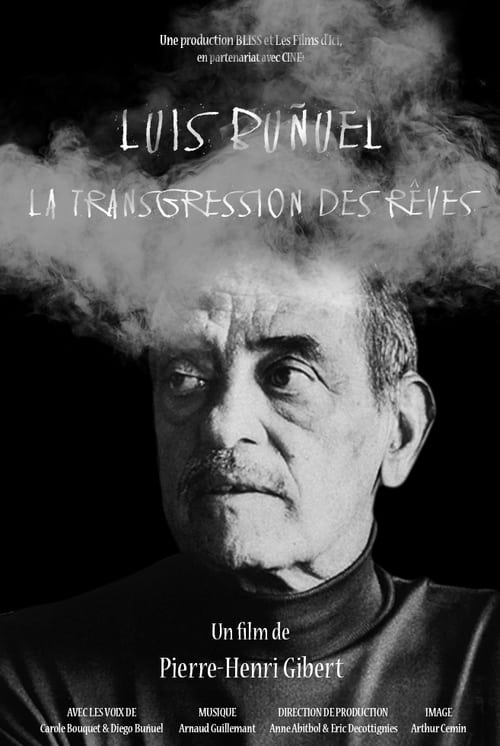 Une production BLISS et Les Films d'Ici,
en partenariat avec CINE+
LUIS BUÑUEL
LA TRANSGRESSION DES RÊVES
Un film de
Pierre-Henri Gibert
AVEC LES VOIX DE MUSIQUE DIRECTION DE PRODUCTION IMAGE
Carole Bouquet & Diego Buñuel Arnaud Guillemant Anne Abitbol & Eric Decottignies Arthur Cemin